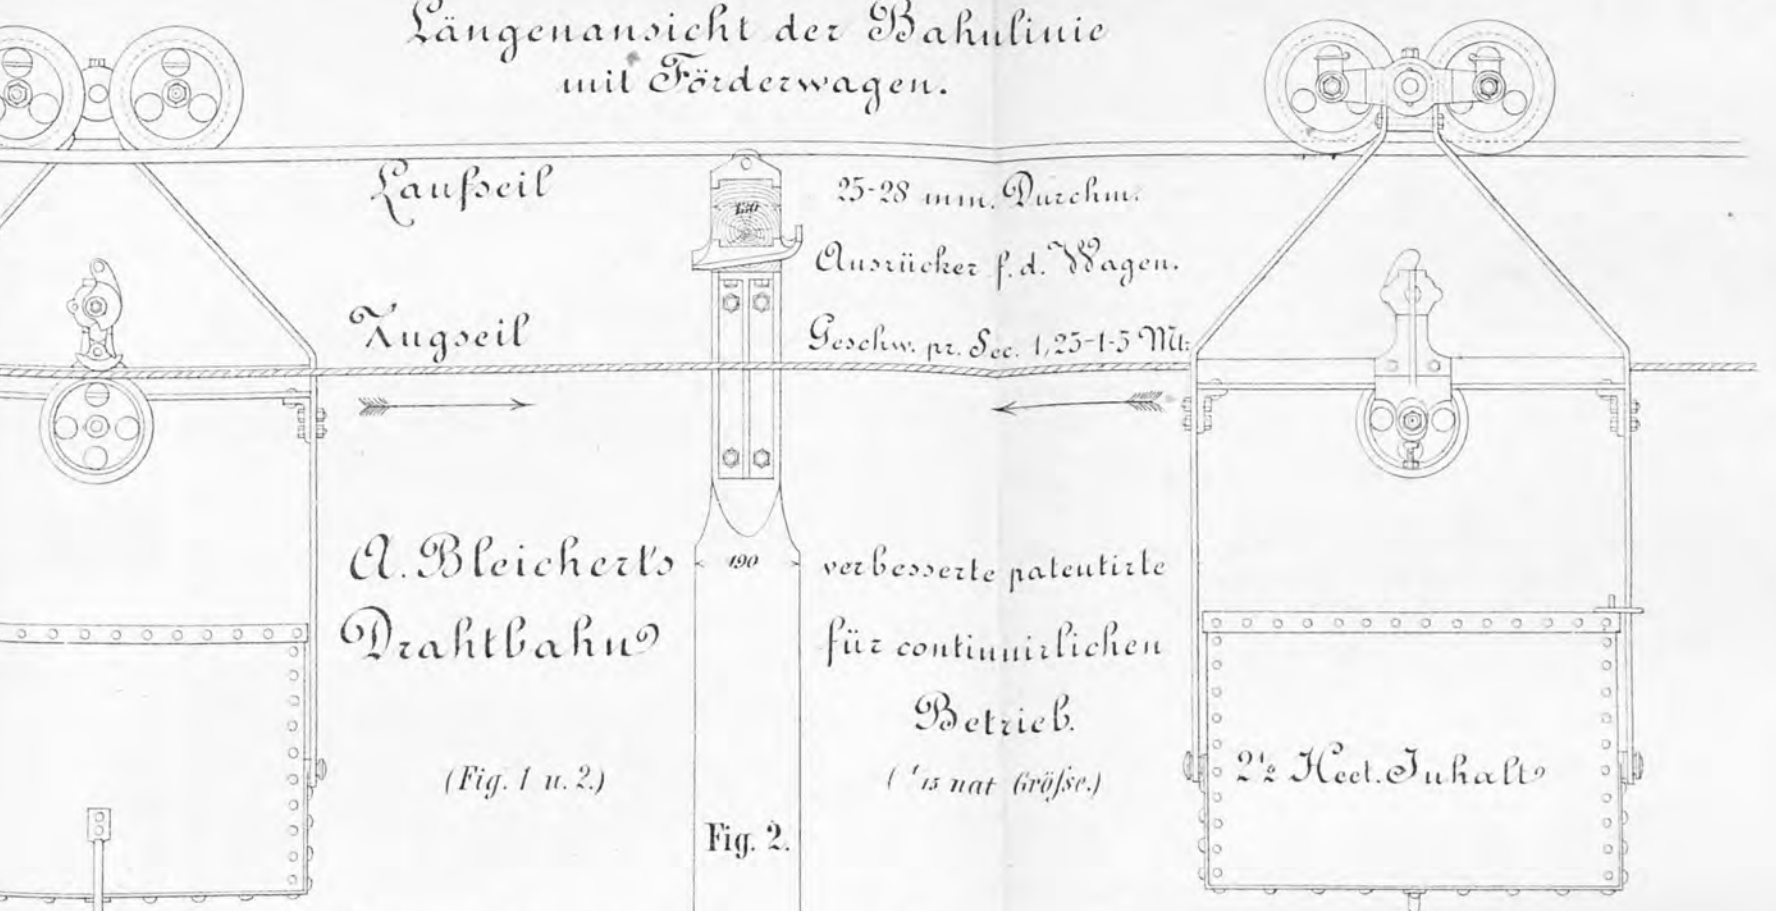 Längenansicht der Bahnlinie
mit Förderwagen.
Laufseil
25-28 mm. Durchm.
130
Ausrücker f. d. Wagen.
Zugseil
Geschw. pr. Sec. 1,25-1·5 Mt:
A. Bleichert's
190
verbesserte patentirte
Drahtbahn
für continuirlichen
Betrieb.
(Fig. 1 u. 2.)
(1/15 nat Größse.)
2½ Hect. Inhalt
Fig. 2.